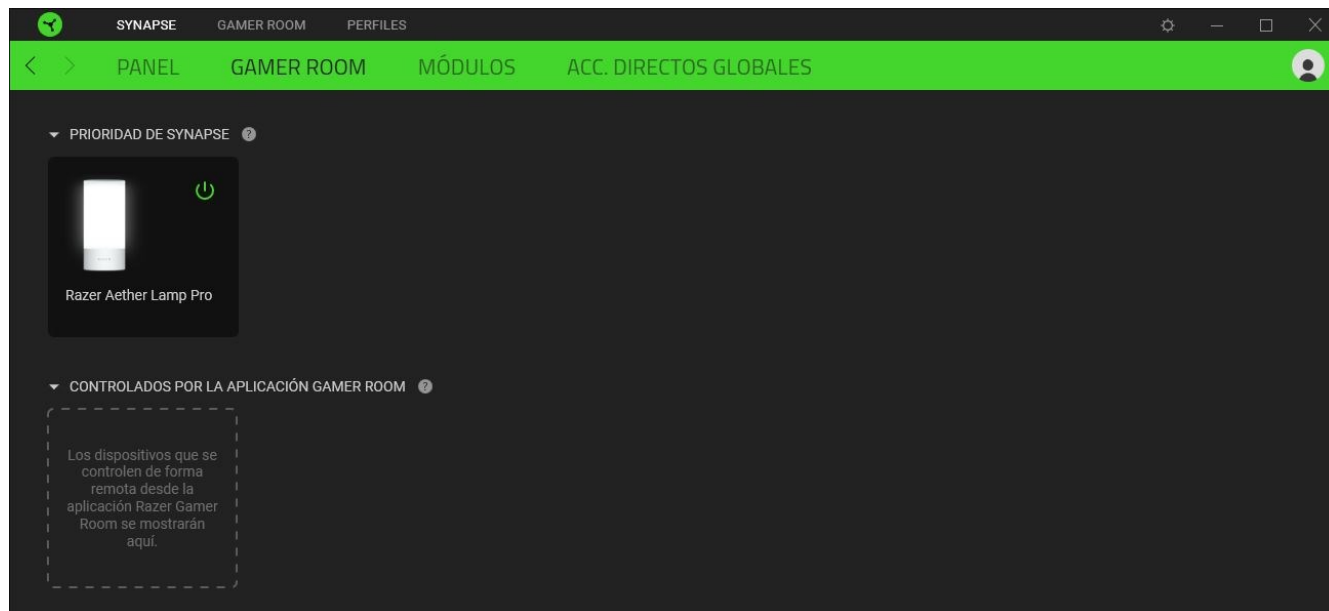 SYNAPSE GAMER ROOM PERFILES
PANEL GAMER ROOM MÓDULOS ACC. DIRECTOS GLOBALES
PRIORIDAD DE SYNAPSE ?
Razer Aether Lamp Pro
CONTROLADOS POR LA APLICACIÓN GAMER ROOM ?
Los dispositivos que se
controlen de forma
remota desde la
aplicación Razer Gamer
Room se mostrarán
aquí.